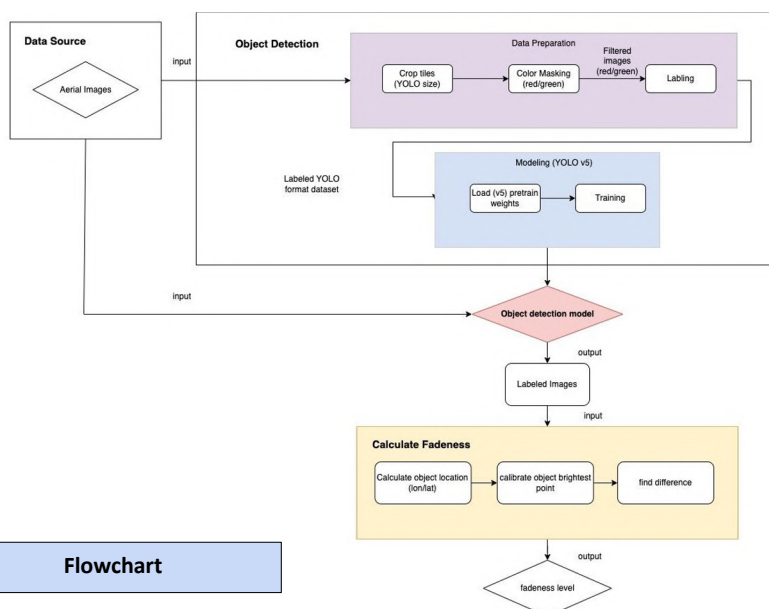 Data Source
Aerial Images
input
Object Detection
Data Preparation
Crop tiles
(YOLO size)
Color Masking
(red/green)
Filtered
images
(red/green)
Labling
Labeled YOLO
format dataset
Modeling (YOLO v5)
Load (v5) pretrain
weights
Training
input
Object detection model
output
Labeled Images
input
Calculate Fadeness
Calculate object location
(lon/lat)
calibrate object brightest
point
find difference
output
fadeness level
Flowchart